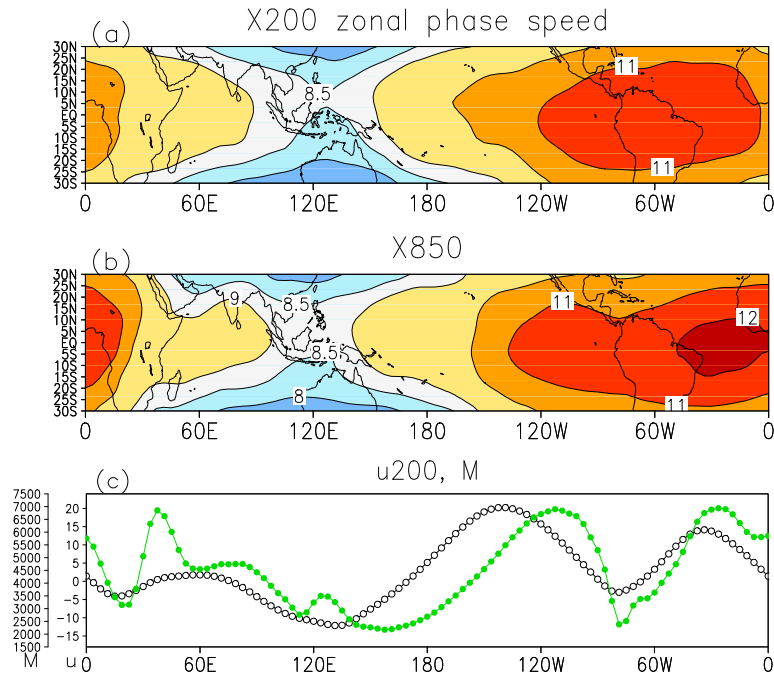 X200 zonal phase speed
(a)
30N
25N
20N
15N
10N
5N
EQ
5S
10S
15S
20S
25S
30S
8.5
11
11
0
60E
120E
180
120W
60W
0
X850
(b)
30N
25N
20N
15N
10N
5N
EQ
5S
10S
15S
20S
25S
30S
9
8.5
8.5
8
11
12
11
0
60E
120E
180
120W
60W
0
u200, M
(c)
7500
7000
6500
6000
5500
5000
4500
4000
3500
3000
2500
2000
1500
20
15
10
5
0
-5
-10
-15
M
u
0
60E
120E
180
120W
60W
0